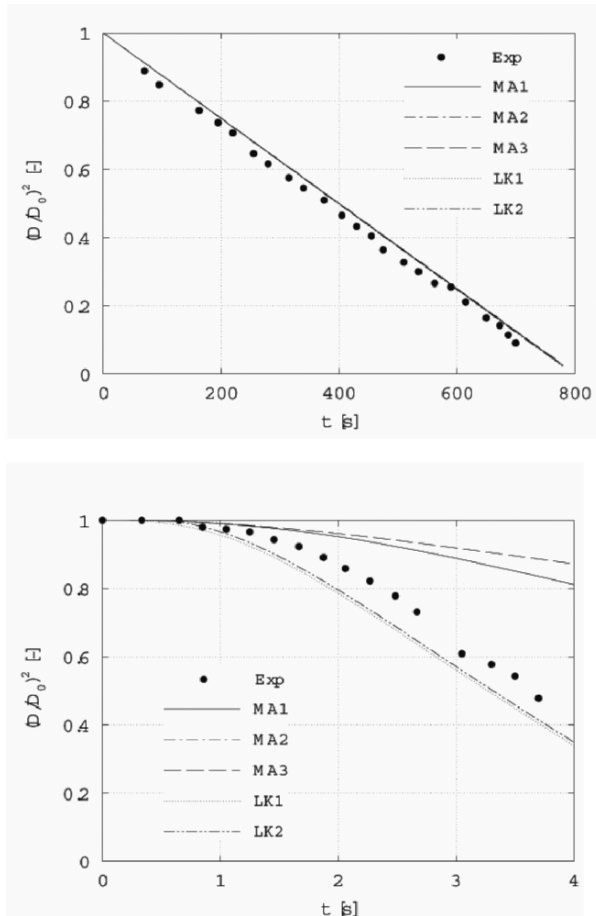 1
0.8
0.6
0.4
0.2
0
(D/D0)² [-]
Exp
MA1
MA2
MA3
LK1
LK2
0 200 400 600 800
t [s]
1
0.8
0.6
0.4
0.2
0
(D/D0)² [-]
Exp
MA1
MA2
MA3
LK1
LK2
0 1 2 3 4
t [s]